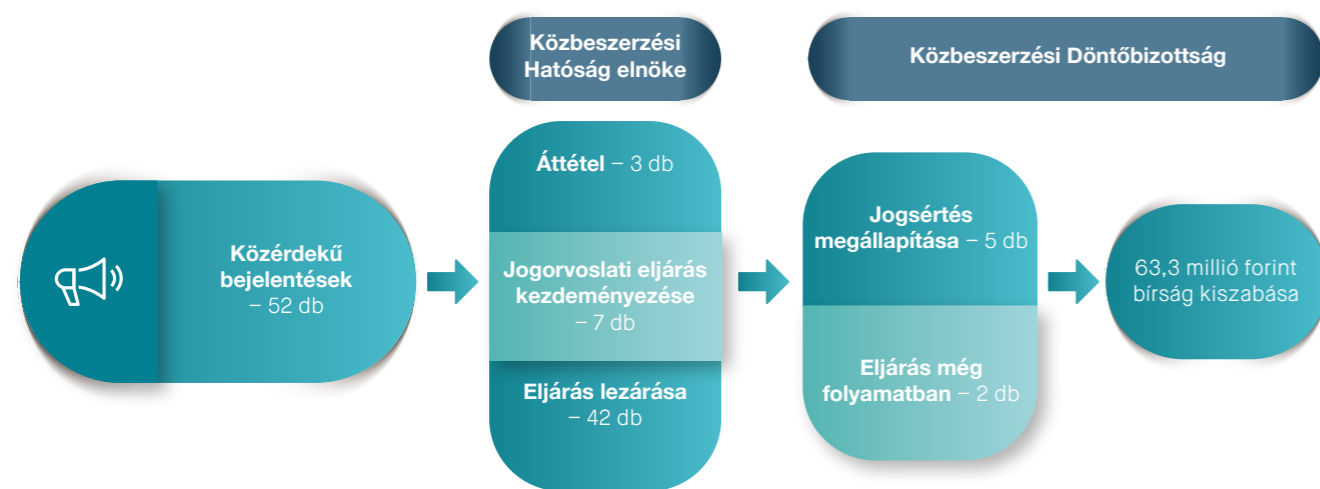 Közbeszerzési
Hatóság elnöke
Közbeszerzési Döntőbizottság
Közérdekű
bejelentések
– 52 db
Áttétel – 3 db
Jogorvoslati eljárás
kezdeményezése
– 7 db
Eljárás lezárása
– 42 db
Jogsértés
megállapítása – 5 db
Eljárás még
folyamatban – 2 db
63,3 millió forint
bírság kiszabása